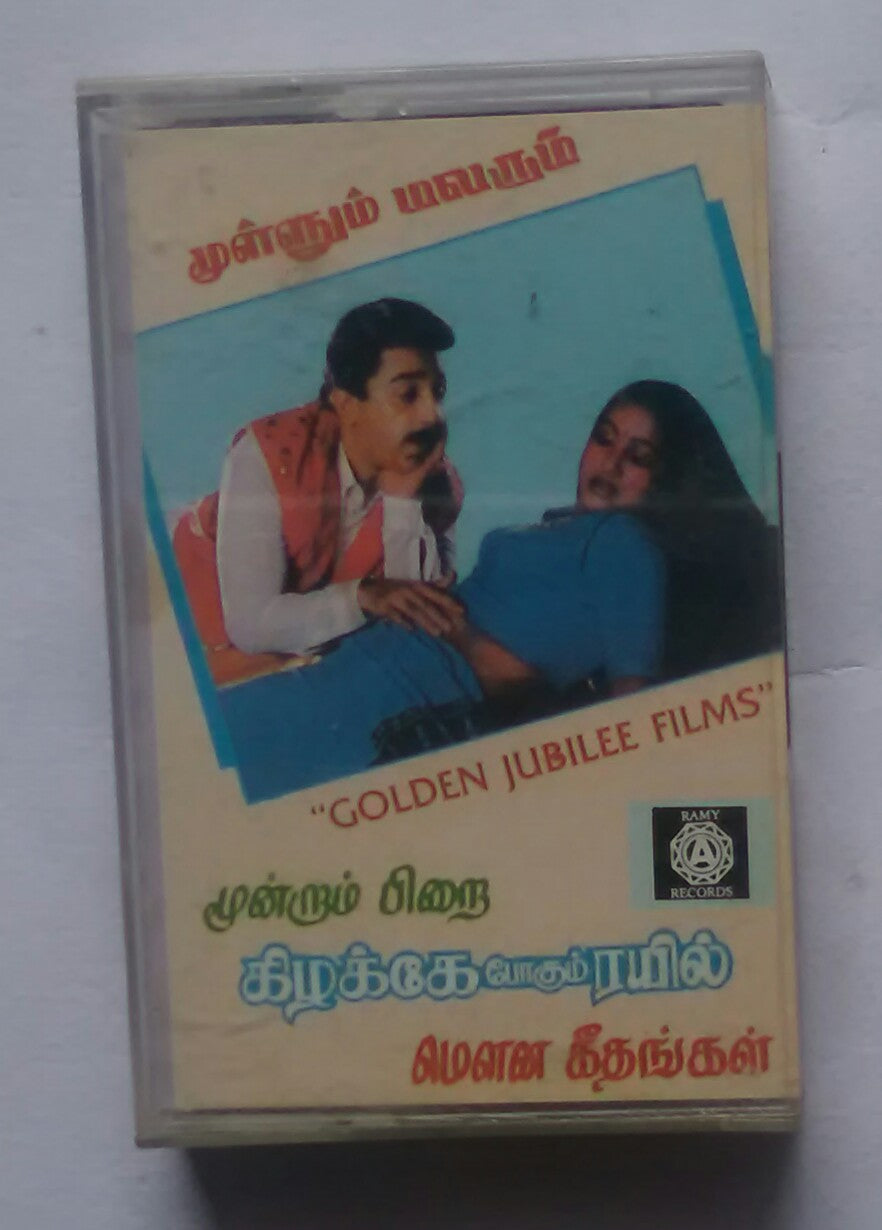 முள்ளும் மலரும்
"GOLDEN JUBILEE FILMS"
RAMY
A
RECORDS
மூன்றும் பிறை
கிழக்கே போகும் ரயில்
மௌன கீதங்கள்